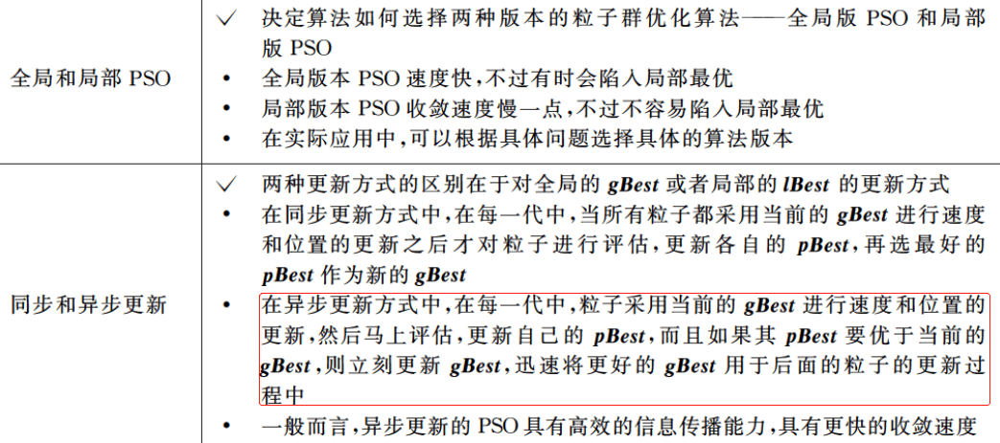 ✓ 决定算法如何选择两种版本的粒子群优化算法——全局版 PSO 和局部
版 PSO
全局和局部 PSO
• 全局版本 PSO 速度快,不过有时会陷入局部最优
• 局部版本 PSO 收敛速度慢一点,不过不容易陷入局部最优
• 在实际应用中,可以根据具体问题选择具体的算法版本
✓ 两种更新方式的区别在于对全局的 gBest 或者局部的 lBest 的更新方式
• 在同步更新方式中,在每一代中,当所有粒子都采用当前的 gBest 进行速度
和位置的更新之后才对粒子进行评估,更新各自的 pBest,再选最好的
pBest 作为新的 gBest
同步和异步更新
• 在异步更新方式中,在每一代中,粒子采用当前的 gBest 进行速度和位置的
更新,然后马上评估,更新自己的 pBest,而且如果其 pBest 要优于当前的
gBest,则立刻更新 gBest,迅速将更好的 gBest 用于后面的粒子的更新过
程中
• 一般而言,异步更新的 PSO 具有高效的信息传播能力,具有更快的收敛速度